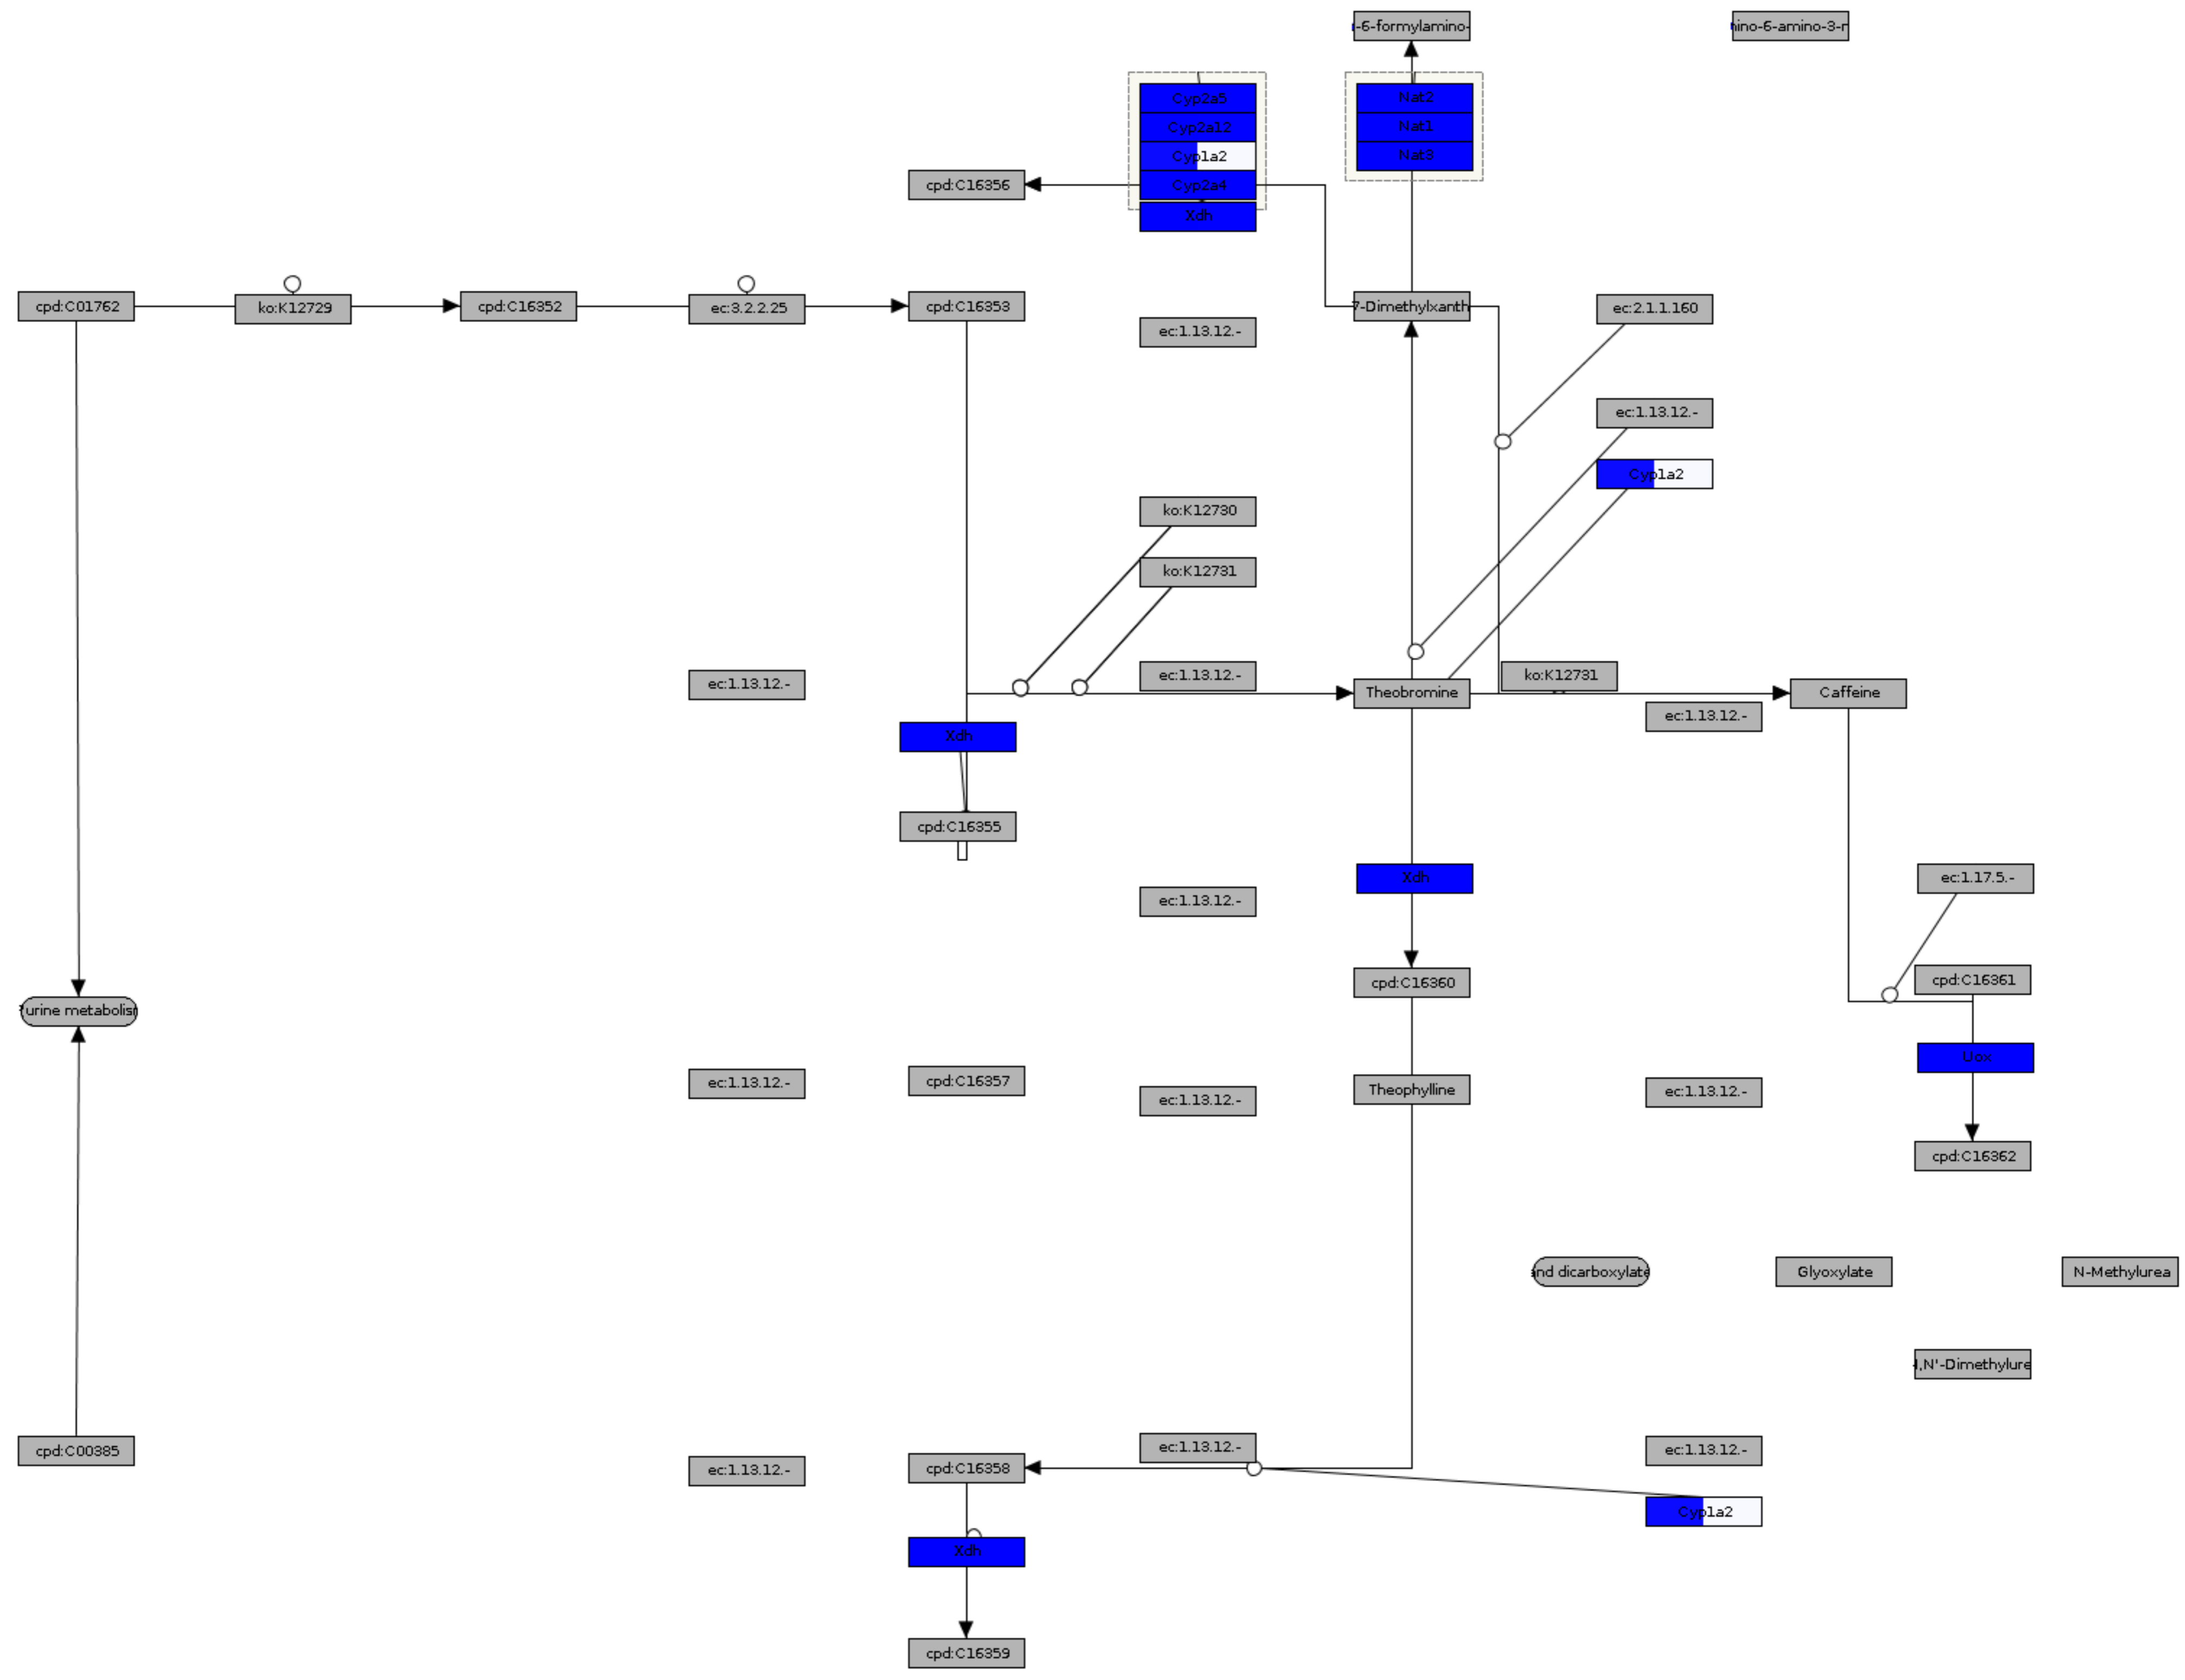 -6-formylamino-
ino-6-amino-3-
Cyp2a5
Cyp2a12
Cyp1a2
Cyp2a4
Xdh
Nat2
Nat1
Nat3
cpd:C16356
cpd:C01762
ko:K12729
cpd:C16352
ec:3.2.2.25
cpd:C16353
7-Dimethylxanth
ec:2.1.1.160
ec:1.13.12.-
ec:1.13.12.-
Cyp1a2
ko:K12730
ko:K12731
ec:1.13.12.-
ec:1.13.12.-
Theobromine
ko:K12731
Caffeine
ec:1.13.12.-
Xdh
cpd:C16355
Xdh
ec:1.17.5.-
ec:1.13.12.-
cpd:C16360
cpd:C16361
urine metabolis
Uox
ec:1.13.12.-
cpd:C16357
ec:1.13.12.-
Theophylline
ec:1.13.12.-
cpd:C16362
nd dicarboxylate
Glyoxylate
N-Methylurea
,N'-Dimethylure
cpd:C00385
ec:1.13.12.-
cpd:C16358
ec:1.13.12.-
ec:1.13.12.-
Cyp1a2
Xdh
cpd:C16359